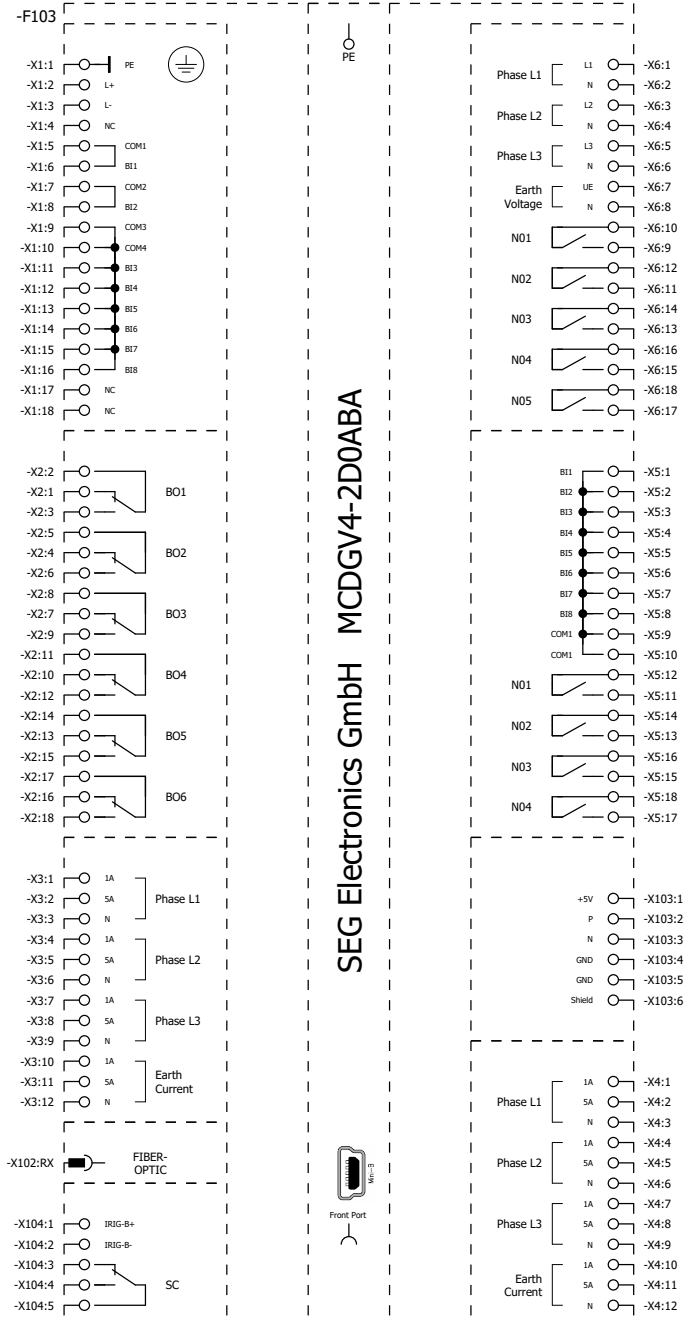 -F103
-X1:1 PE
-X1:2 L+
-X1:3 L-
-X1:4 NC
-X1:5 COM1
-X1:6 BI1
-X1:7 COM2
-X1:8 BI2
-X1:9 COM3
-X1:10 COM4
-X1:11 BI3
-X1:12 BI4
-X1:13 BI5
-X1:14 BI6
-X1:15 BI7
-X1:16 BI8
-X1:17 NC
-X1:18 NC
-X2:2
-X2:1 BO1
-X2:3
-X2:5
-X2:4 BO2
-X2:6
-X2:8
-X2:7 BO3
-X2:9
-X2:11
-X2:10 BO4
-X2:12
-X2:14
-X2:13 BO5
-X2:15
-X2:17
-X2:16 BO6
-X2:18
-X3:1 1A
-X3:2 5A Phase L1
-X3:3 N
-X3:4 1A
-X3:5 5A Phase L2
-X3:6 N
-X3:7 1A
-X3:8 5A Phase L3
-X3:9 N
-X3:10 1A
-X3:11 5A Earth Current
-X3:12 N
-X102:RX FIBER-
OPTIC
-X104:1 IRIG-B+
-X104:2 IRIG-B-
-X104:3
-X104:4 SC
-X104:5
PE
SEG Electronics GmbH MCDGV4-2D0ABA
Mini-B
Front Port
Phase L1 L1 -X6:1
N -X6:2
Phase L2 L2 -X6:3
N -X6:4
Phase L3 L3 -X6:5
N -X6:6
Earth Voltage UE -X6:7
N -X6:8
N01 -X6:10
-X6:9
N02 -X6:12
-X6:11
N03 -X6:14
-X6:13
N04 -X6:16
-X6:15
N05 -X6:18
-X6:17
BI1 -X5:1
BI2 -X5:2
BI3 -X5:3
BI4 -X5:4
BI5 -X5:5
BI6 -X5:6
BI7 -X5:7
BI8 -X5:8
COM1 -X5:9
COM1 -X5:10
N01 -X5:12
-X5:11
N02 -X5:14
-X5:13
N03 -X5:16
-X5:15
N04 -X5:18
-X5:17
+5V -X103:1
P -X103:2
N -X103:3
GND -X103:4
GND -X103:5
Shield -X103:6
1A -X4:1
Phase L1 5A -X4:2
N -X4:3
1A -X4:4
Phase L2 5A -X4:5
N -X4:6
1A -X4:7
Phase L3 5A -X4:8
N -X4:9
1A -X4:10
Earth Current 5A -X4:11
N -X4:12